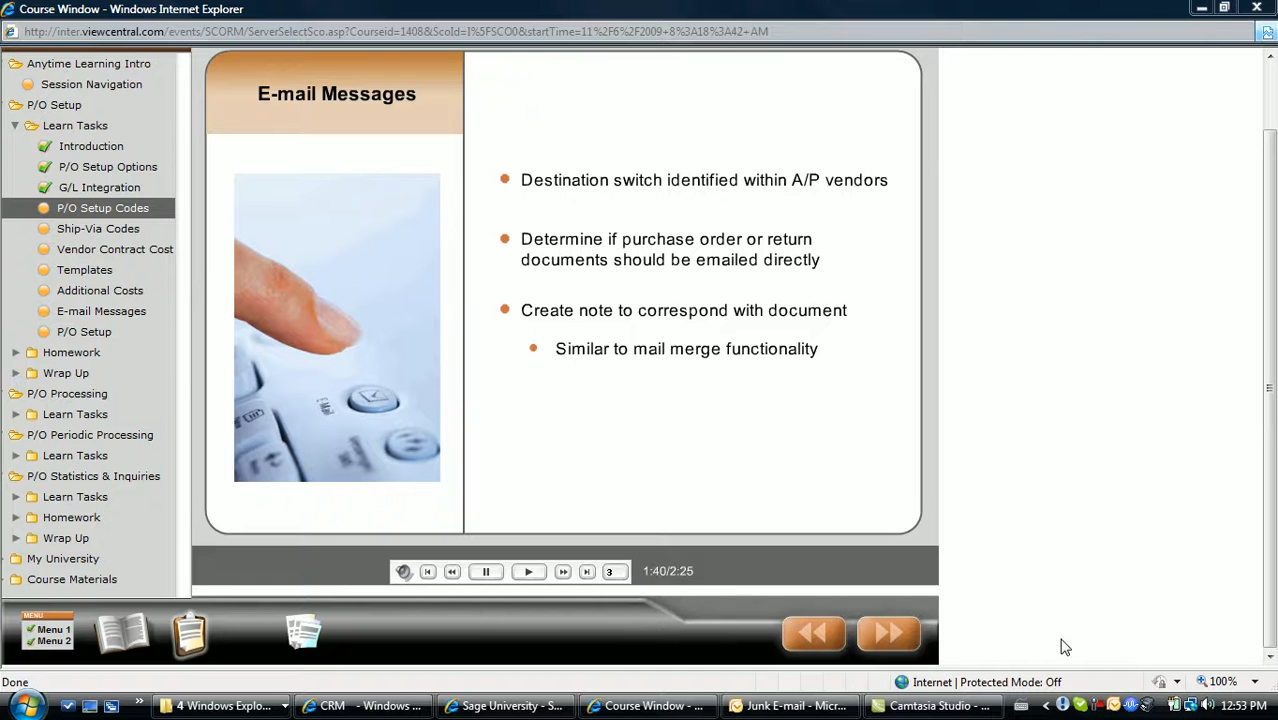 Course Window - Windows Internet Explorer
http://inter.viewcentral.com/events/SCORM/ServerSelectSco.asp?Courseid=1408&ScoId=I%5FSCO0&startTime=11%2F6%2F2009+8%3A18%3A42+AM
Anytime Learning Intro
Session Navigation
P/O Setup
Learn Tasks
Introduction
P/O Setup Options
G/L Integration
P/O Setup Codes
Ship-Via Codes
Vendor Contract Cost
Templates
Additional Costs
E-mail Messages
P/O Setup
Homework
Wrap Up
P/O Processing
Learn Tasks
P/O Periodic Processing
Learn Tasks
P/O Statistics & Inquiries
Learn Tasks
Homework
Wrap Up
My University
Course Materials
E-mail Messages
Destination switch identified within A/P vendors
Determine if purchase order or return
documents should be emailed directly
Create note to correspond with document
Similar to mail merge functionality
3
1:40/2:25
MENU
Menu 1
Menu 2
Done
Internet | Protected Mode: Off
100%
4 Windows Explo...
CRM - Windows ...
Sage University - S...
Course Window - ...
Junk E-mail - Micr...
Camtasia Studio - ...
12:53 PM